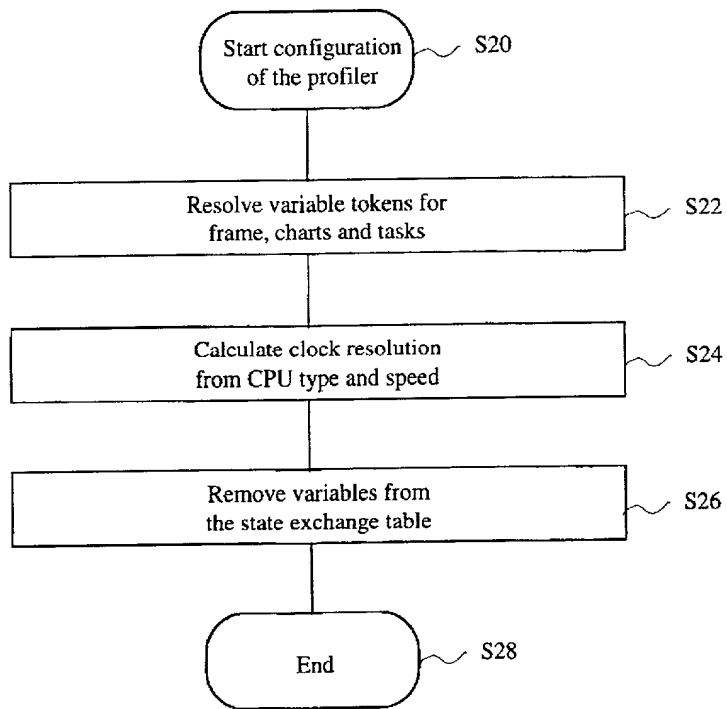 Start configuration
of the profiler
S20
Resolve variable tokens for
frame, charts and tasks
S22
Calculate clock resolution
from CPU type and speed
S24
Remove variables from
the state exchange table
S26
End
S28